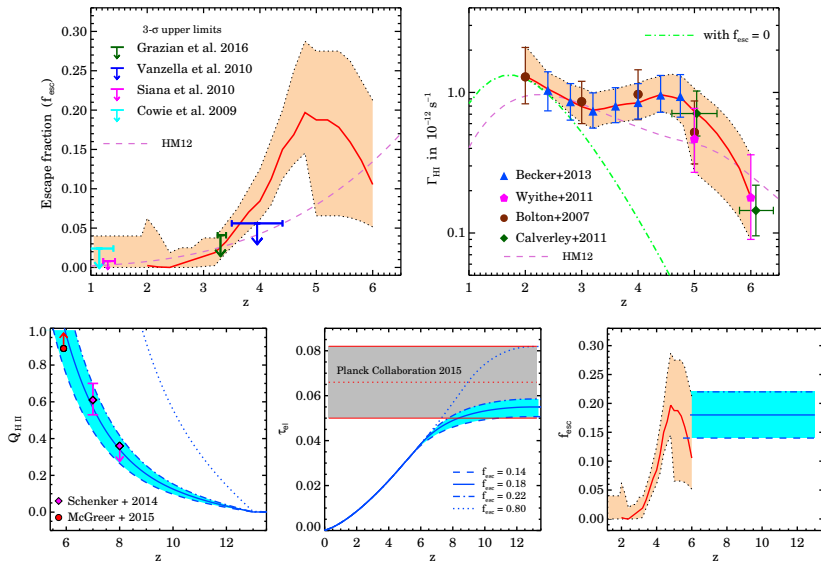 3-σ upper limits
Grazian et al. 2016
Vanzella et al. 2010
Siana et al. 2010
Cowie et al. 2009
HM12
Escape fraction (f_esc)
0.30
0.25
0.20
0.15
0.10
0.05
0.00
1 2 3 4 5 6
z
with f_esc = 0
Γ_HI in 10^-12 s^-1
1.0
0.1
Becker+2013
Wyithe+2011
Bolton+2007
Calverley+2011
HM12
1 2 3 4 5 6
z
Q_HII
1.0
0.8
0.6
0.4
0.2
0.0
Schenker + 2014
McGreer + 2015
6 8 10 12
z
τ_el
0.08
0.06
0.04
0.02
0.00
Planck Collaboration 2015
f_esc = 0.14
f_esc = 0.18
f_esc = 0.22
f_esc = 0.80
0 2 4 6 8 10 12
z
f_esc
0.30
0.25
0.20
0.15
0.10
0.05
0.00
2 4 6 8 10 12
z